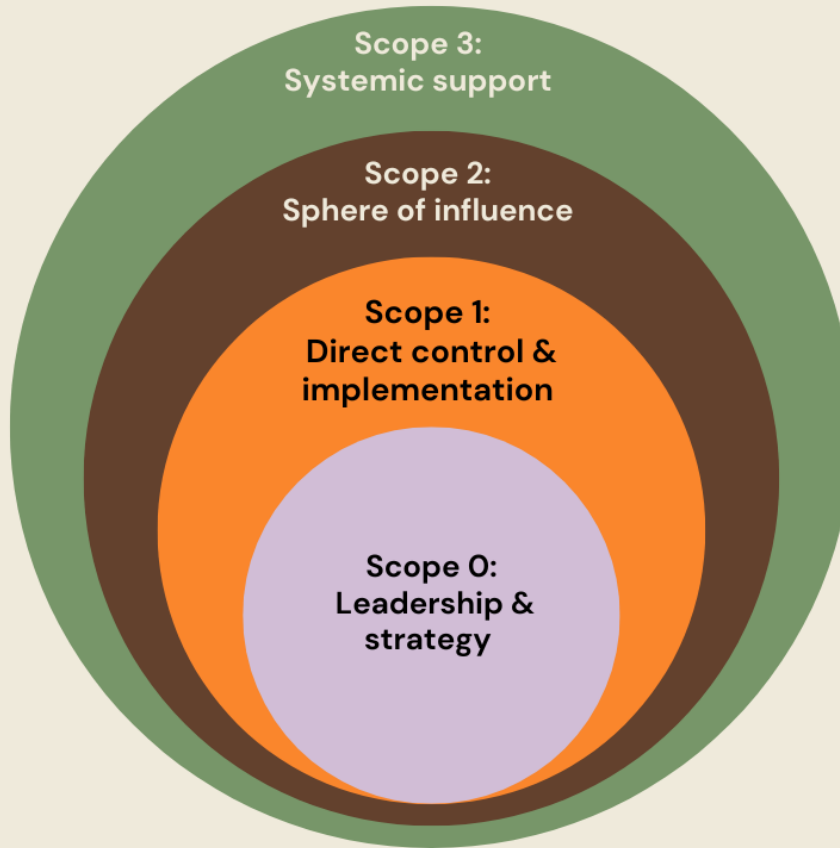 Scope 3:
Systemic support
Scope 2:
Sphere of influence
Scope 1:
Direct control &
implementation
Scope 0:
Leadership &
strategy